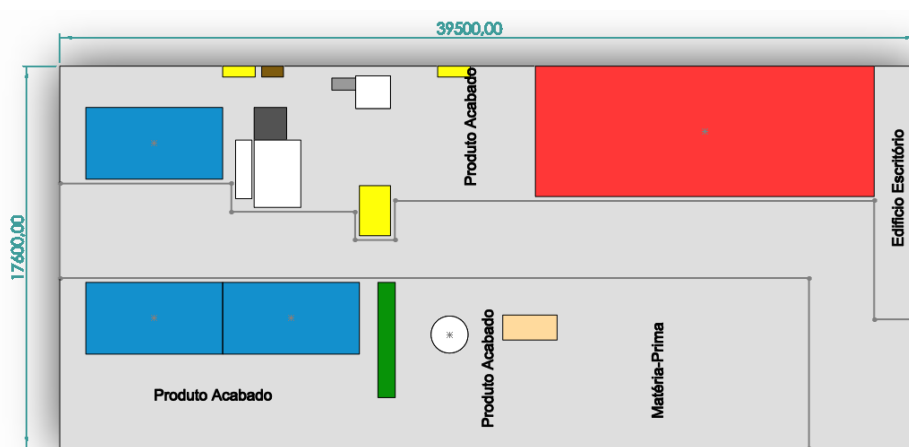 39500,00
17600,00
Produto Acabado
Edifício Escritório
Produto Acabado
Produto Acabado
Matéria-Prima